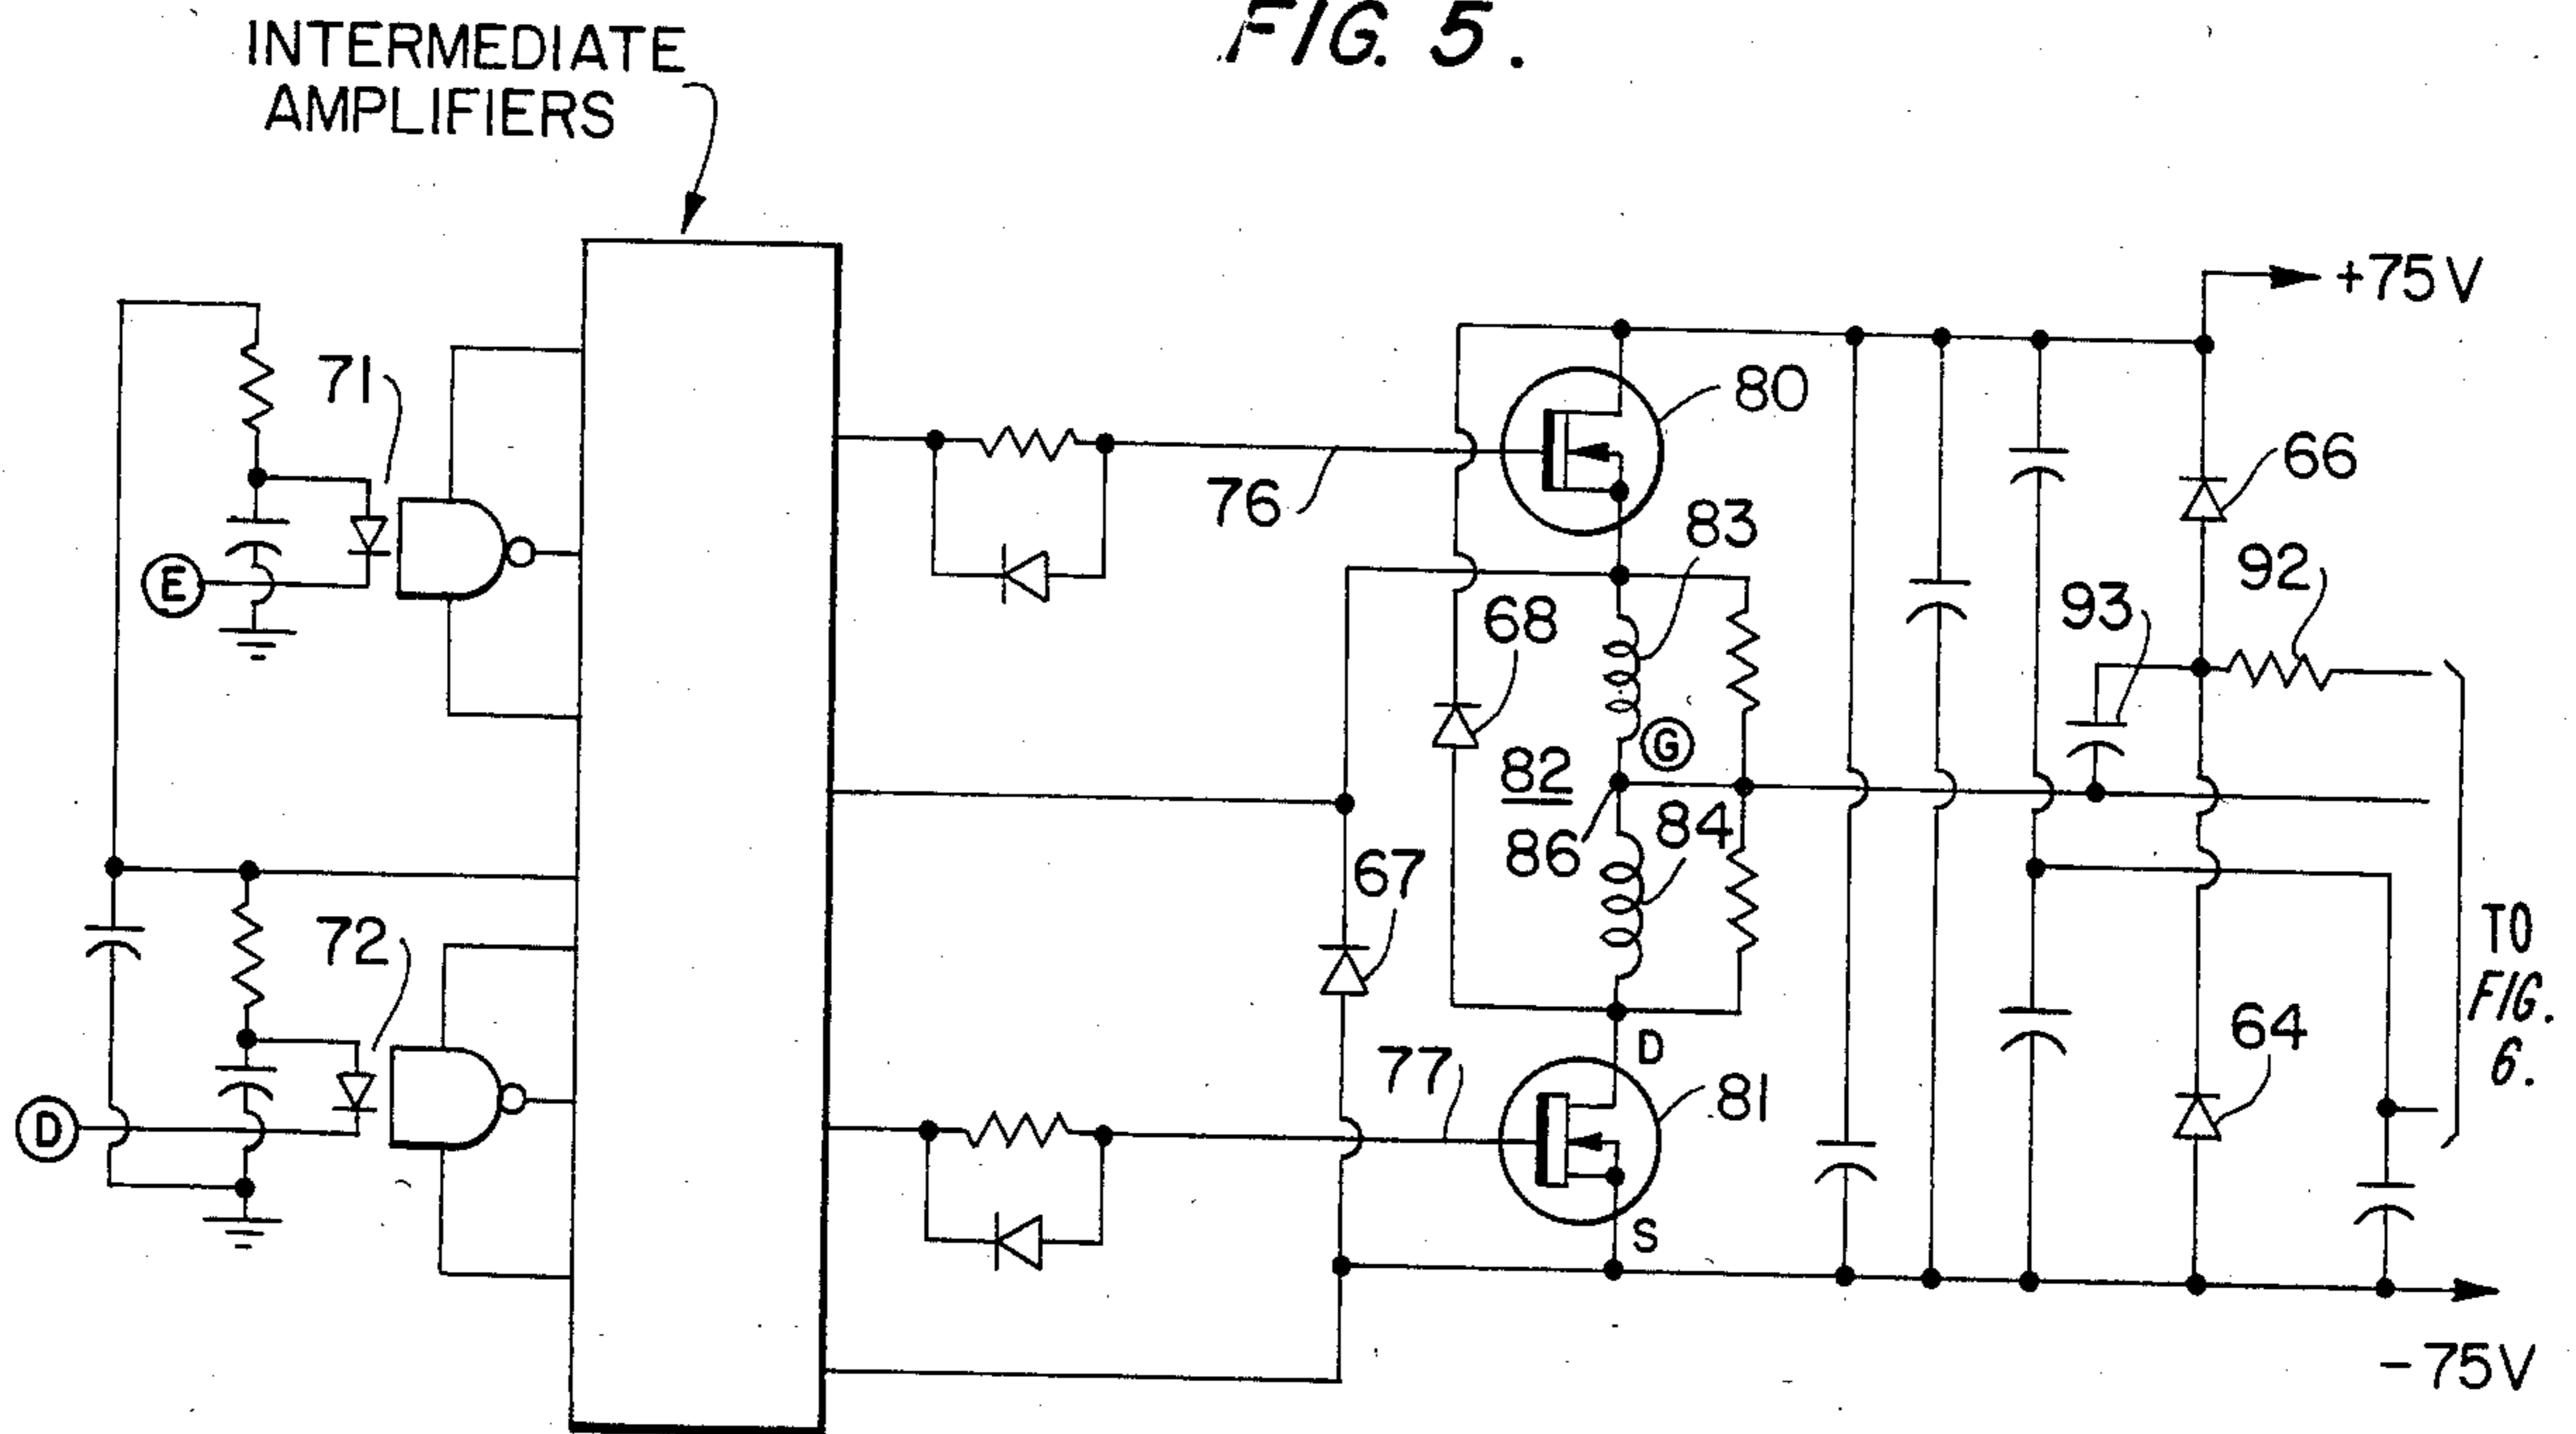 FIG. 5.
INTERMEDIATE
AMPLIFIERS
+75V
71
80
66
76
83
92
E
93
68
G
82
86
84
67
72
TO
FIG.
6.
64
D
77
D
81
S
-75V